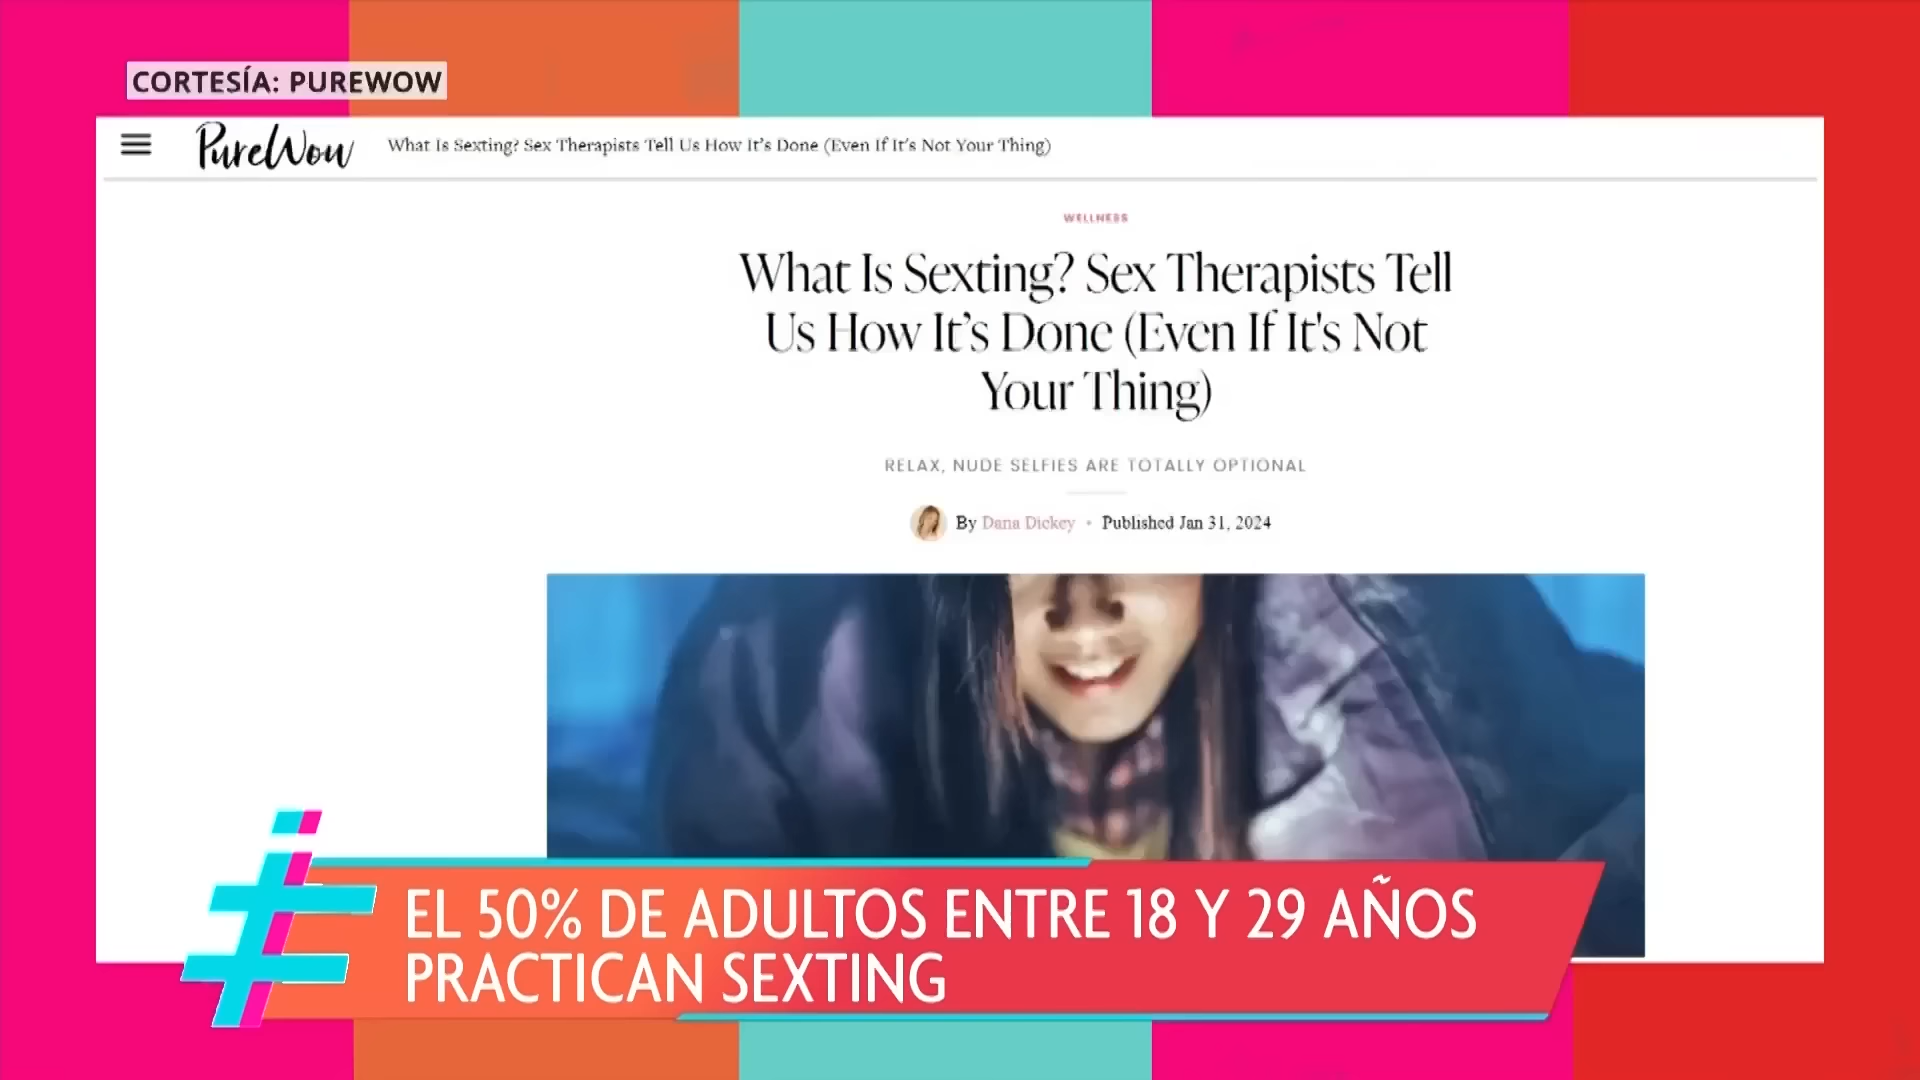 CORTESÍA: PUREWOW
PureWow
What Is Sexting? Sex Therapists Tell Us How It’s Done (Even If It's Not Your Thing)
WELLNESS
What Is Sexting? Sex Therapists Tell
Us How It’s Done (Even If It's Not
Your Thing)
RELAX, NUDE SELFIES ARE TOTALLY OPTIONAL
By Dana Dickey • Published Jan 31, 2024
EL 50% DE ADULTOS ENTRE 18 Y 29 AÑOS
PRACTICAN SEXTING